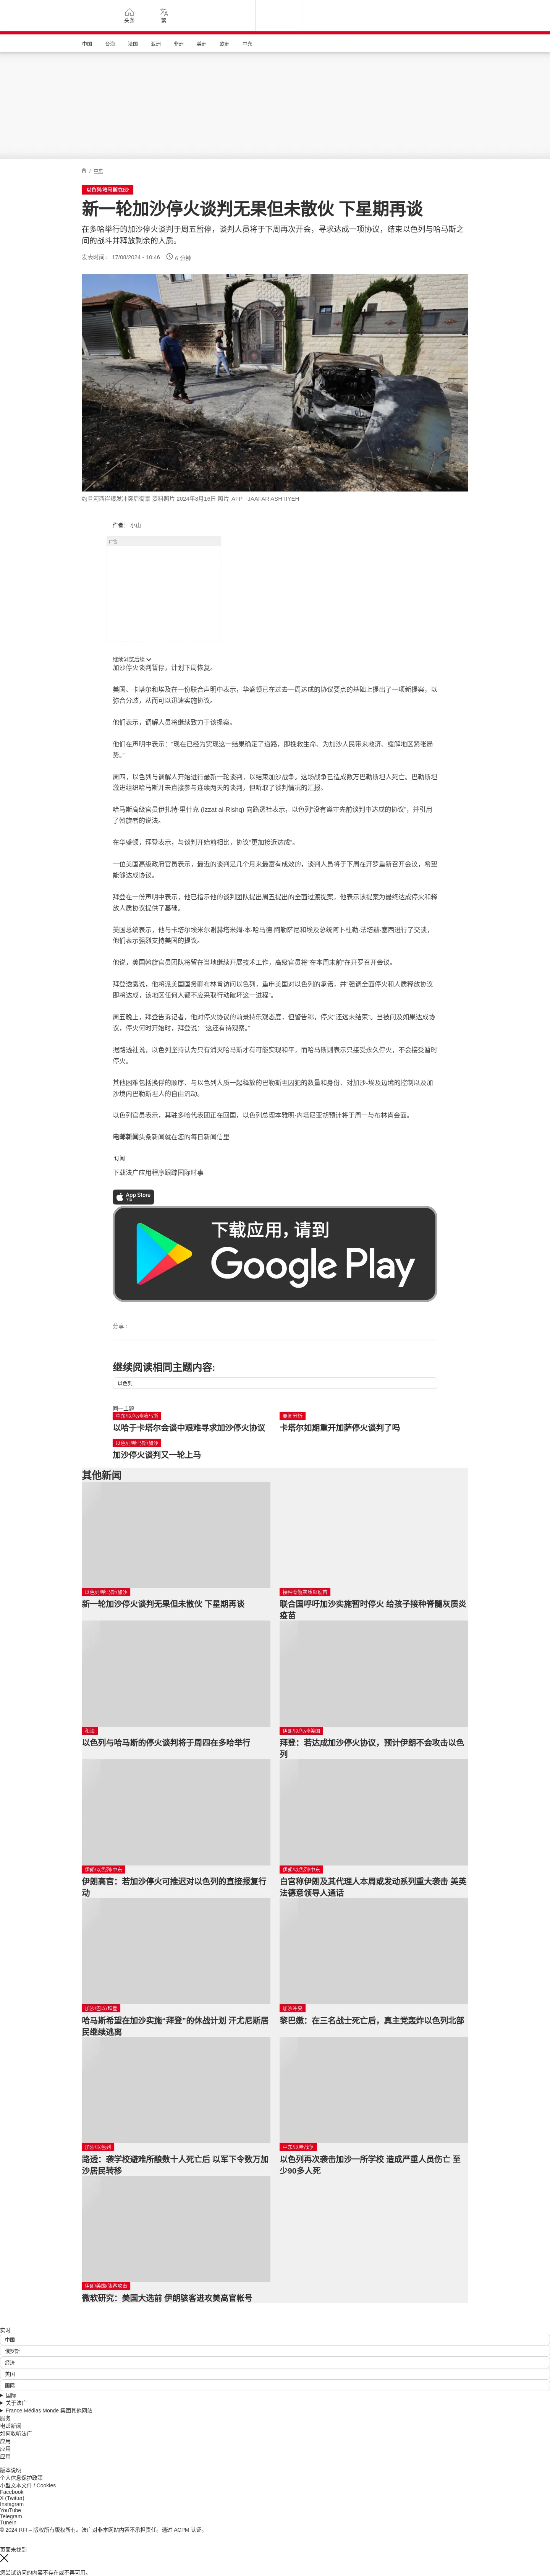 头条
繁
中国 台海 法国 亚洲 非洲 美洲 欧洲 中东
中东
以色列/哈马斯/加沙
新一轮加沙停火谈判无果但未散伙 下星期再谈
在多哈举行的加沙停火谈判于周五暂停，谈判人员将于下周再次开会，寻求达成一项协议，结束以色列与哈马斯之
间的战斗并释放剩余的人质。
发表时间： 17/08/2024 - 10:46 6 分钟
约旦河西岸爆发冲突后街景 资料照片 2024年8月16日 照片 AFP - JAAFAR ASHTIYEH
作者： 小山
广告
继续浏览后续
加沙停火谈判暂停，计划下周恢复。
美国、卡塔尔和埃及在一份联合声明中表示，华盛顿已在过去一周达成的协议要点的基础上提出了一项新提案，以
弥合分歧，从而可以迅速实施协议。
他们表示，调解人员将继续致力于该提案。
他们在声明中表示：“现在已经为实现这一结果确定了道路，即挽救生命、为加沙人民带来救济、缓解地区紧张局
势。”
周四，以色列与调解人开始进行最新一轮谈判，以结束加沙战争。这场战争已造成数万巴勒斯坦人死亡。巴勒斯坦
激进组织哈马斯并未直接参与连续两天的谈判，但听取了谈判情况的汇报。
哈马斯高级官员伊扎特·里什克 (Izzat al-Rishq) 向路透社表示，以色列“没有遵守先前谈判中达成的协议”，并引用
了斡旋者的说法。
在华盛顿，拜登表示，与谈判开始前相比，协议“更加接近达成”。
一位美国高级政府官员表示，最近的谈判是几个月来最富有成效的，谈判人员将于下周在开罗重新召开会议，希望
能够达成协议。
拜登在一份声明中表示，他已指示他的谈判团队提出周五提出的全面过渡提案，他表示该提案为最终达成停火和释
放人质协议提供了基础。
美国总统表示，他与卡塔尔埃米尔谢赫塔米姆·本·哈马德·阿勒萨尼和埃及总统阿卜杜勒·法塔赫·塞西进行了交谈，
他们表示强烈支持美国的提议。
他说，美国斡旋官员团队将留在当地继续开展技术工作，高级官员将“在本周末前”在开罗召开会议。
拜登透露说，他将派美国国务卿布林肯访问以色列，重申美国对以色列的承诺，并“强调全面停火和人质释放协议
即将达成，该地区任何人都不应采取行动破坏这一进程”。
周五晚上，拜登告诉记者，他对停火协议的前景持乐观态度，但警告称，停火“还远未结束”。当被问及如果达成协
议，停火何时开始时，拜登说：“这还有待观察。”
据路透社说，以色列坚持认为只有消灭哈马斯才有可能实现和平，而哈马斯则表示只接受永久停火，不会接受暂时
停火。
其他困难包括换俘的顺序、与以色列人质一起释放的巴勒斯坦囚犯的数量和身份、对加沙-埃及边境的控制以及加
沙境内巴勒斯坦人的自由流动。
以色列官员表示，其驻多哈代表团正在回国，以色列总理本雅明·内塔尼亚胡预计将于周一与布林肯会面。
电邮新闻头条新闻就在您的每日新闻信里
订阅
下载法广应用程序跟踪国际时事
App Store
下载
下载应用，请到
Google Play
分享：
继续阅读相同主题内容:
以色列
同一主题
华东/以色列/哈马斯
以哈于卡塔尔会谈中艰难寻求加沙停火协议
要闻分析
卡塔尔如期重开加萨停火谈判了吗
以色列/哈马斯/加沙
加沙停火谈判又一轮上马
其他新闻
以色列/哈马斯/加沙
新一轮加沙停火谈判无果但未散伙 下星期再谈
接种脊髓灰质炎疫苗
联合国呼吁加沙实施暂时停火 给孩子接种脊髓灰质炎
疫苗
和谈
以色列与哈马斯的停火谈判将于周四在多哈举行
伊朗/以色列/美国
拜登：若达成加沙停火协议，预计伊朗不会攻击以色
列
伊朗/以色列/中东
伊朗高官：若加沙停火可推迟对以色列的直接报复行
动
伊朗/以色列/中东
白宫称伊朗及其代理人本周或发动系列重大袭击 美英
法德意领导人通话
加沙/巴以/拜登
哈马斯希望在加沙实施“拜登”的休战计划 汗尤尼斯居
民继续逃离
加沙冲突
黎巴嫩：在三名战士死亡后，真主党轰炸以色列北部
加沙/以色列
路透：袭学校避难所酿数十人死亡后 以军下令数万加
沙居民转移
中东/以哈战争
以色列再次袭击加沙一所学校 造成严重人员伤亡 至
少90多人死
伊朗/美国/骇客攻击
微软研究：美国大选前 伊朗骇客进攻美高官帐号
实时
中国
俄罗斯
经济
美国
国际
国际
关于法广
France Médias Monde 集团其他网站
服务
电邮新闻
如何收听法广
应用
应用
应用
版本说明
个人信息保护政策
小型文本文件 / Cookies
Facebook
X (Twitter)
Instagram
YouTube
Telegram
TuneIn
© 2024 RFI – 版权所有版权所有。法广对非本网站内容不承担责任。通过 ACPM 认证。
页面未找到
您尝试访问的内容不存在或不再可用。